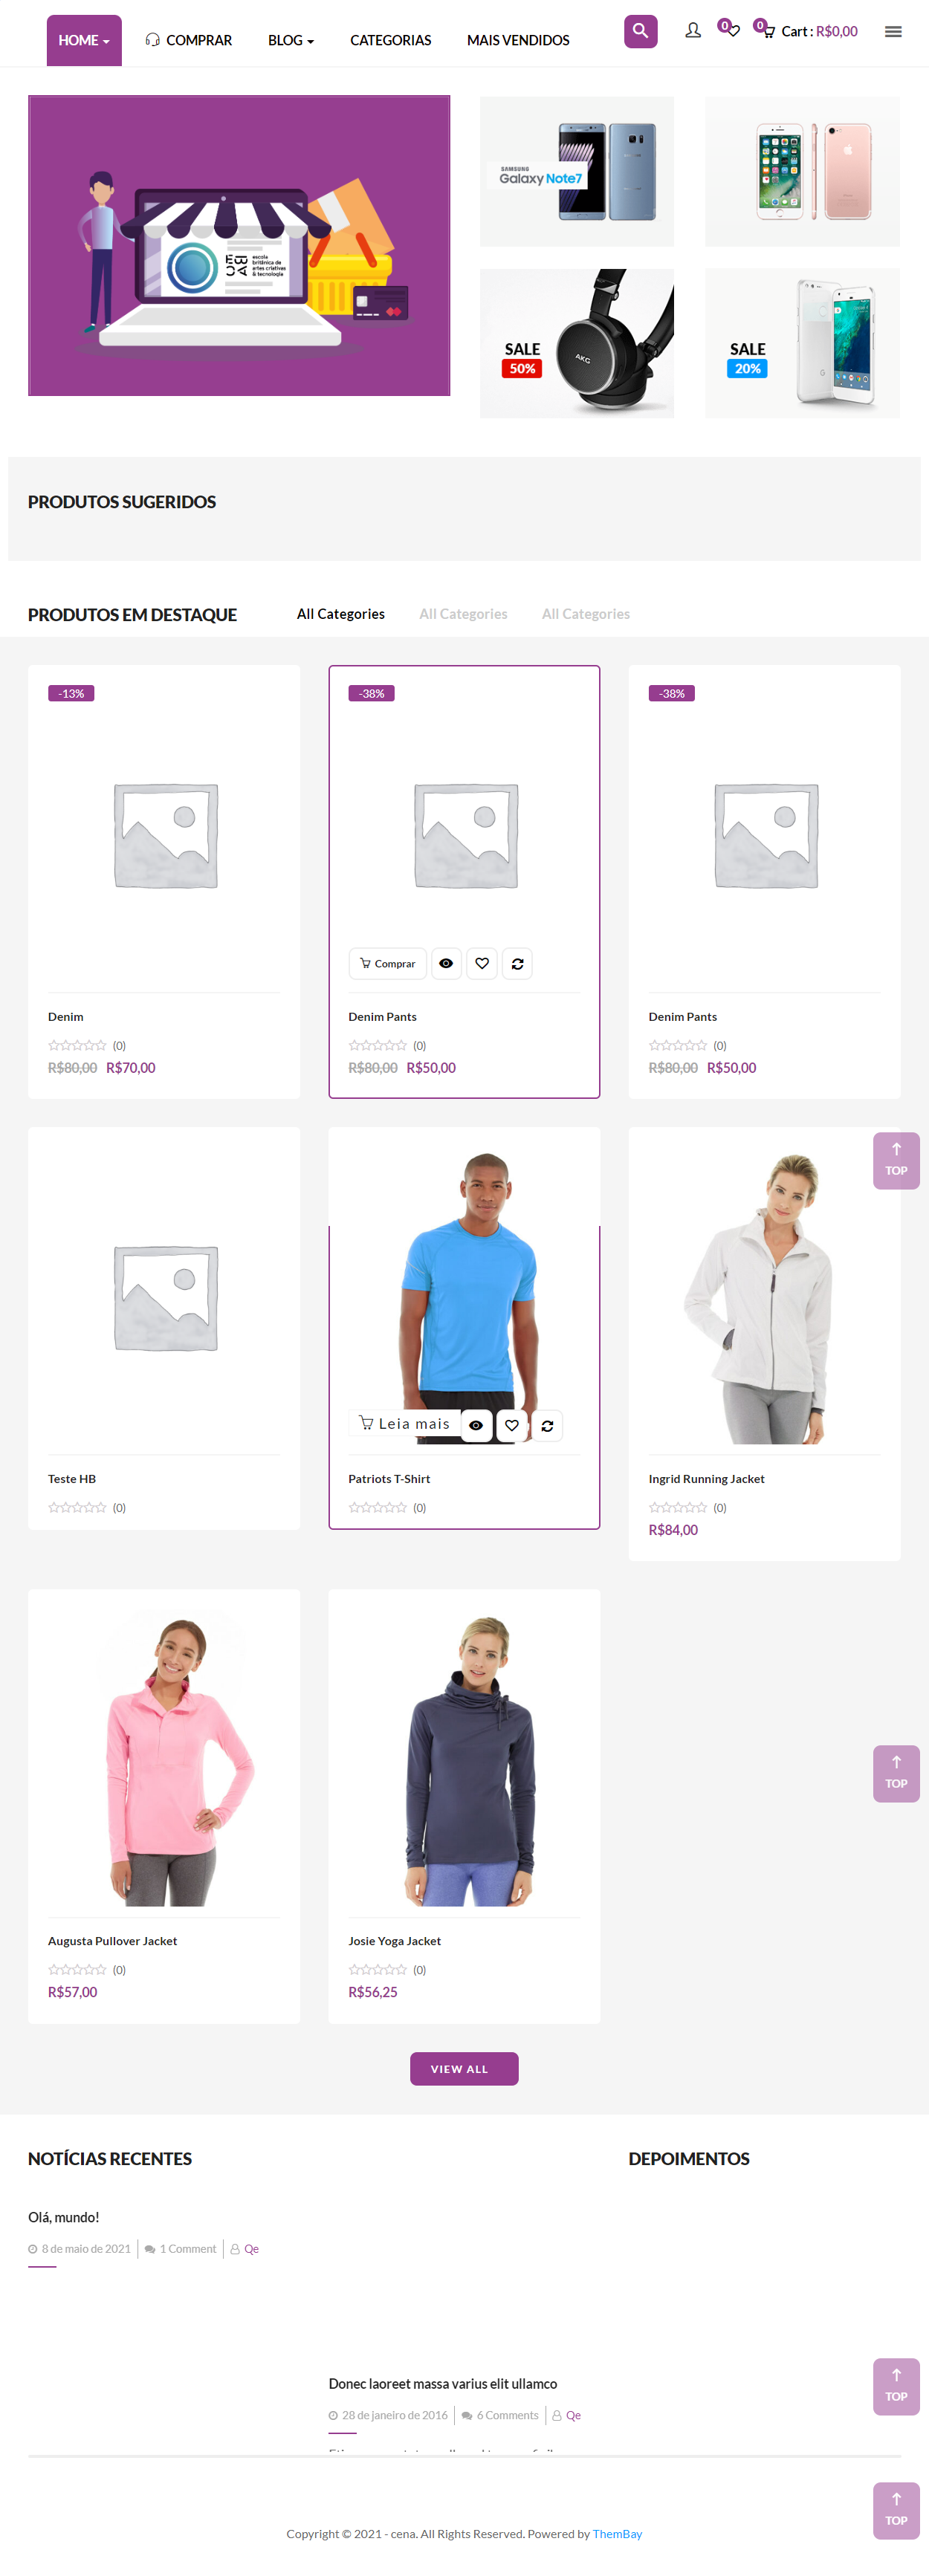 HOME
COMPRAR
BLOG
CATEGORIAS
MAIS VENDIDOS
0
0
Cart : R$0,00
escola
britânica de
artes criativas
& tecnologia
SAMSUNG
Galaxy Note7
SALE
50%
AKG
SALE
20%
PRODUTOS SUGERIDOS
PRODUTOS EM DESTAQUE
All Categories
All Categories
All Categories
-13%
-38%
-38%
Comprar
Denim
Denim Pants
Denim Pants
(0)
(0)
(0)
R$80,00 R$70,00
R$80,00 R$50,00
R$80,00 R$50,00
TOP
Leia mais
Teste HB
Patriots T-Shirt
Ingrid Running Jacket
(0)
(0)
(0)
R$84,00
TOP
Augusta Pullover Jacket
Josie Yoga Jacket
(0)
(0)
R$57,00
R$56,25
VIEW ALL
NOTÍCIAS RECENTES
DEPOIMENTOS
Olá, mundo!
8 de maio de 2021
1 Comment
Qe
Donec laoreet massa varius elit ullamco
28 de janeiro de 2016
6 Comments
Qe
TOP
TOP
Copyright © 2021 - cena. All Rights Reserved. Powered by ThemBay